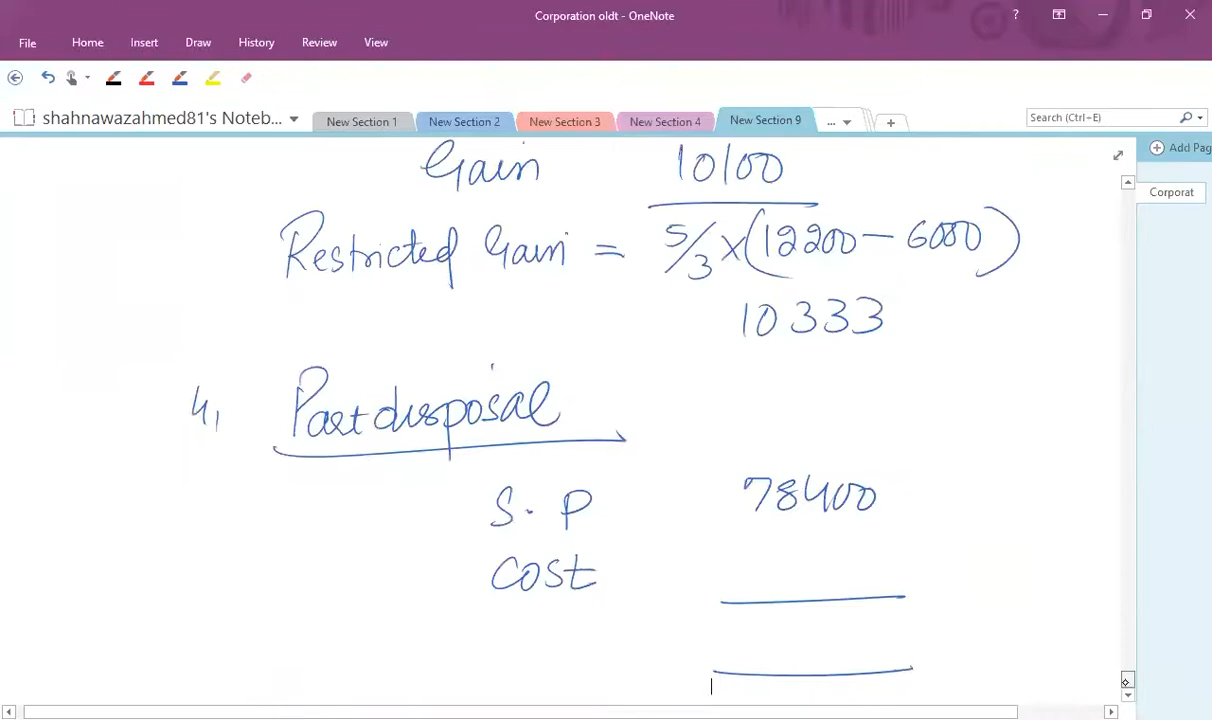 Corporation oldt - OneNote
File Home Insert Draw History Review View
shahnawazahmed81's Noteb... New Section 1 New Section 2 New Section 3 New Section 4 New Section 9 ... Search (Ctrl+E)
Add Pag
Corporat
Gain 10100
Restricted Gain = 5/3 x (12200 - 6000)
10333
4, Part disposal
S.P 78400
Cost